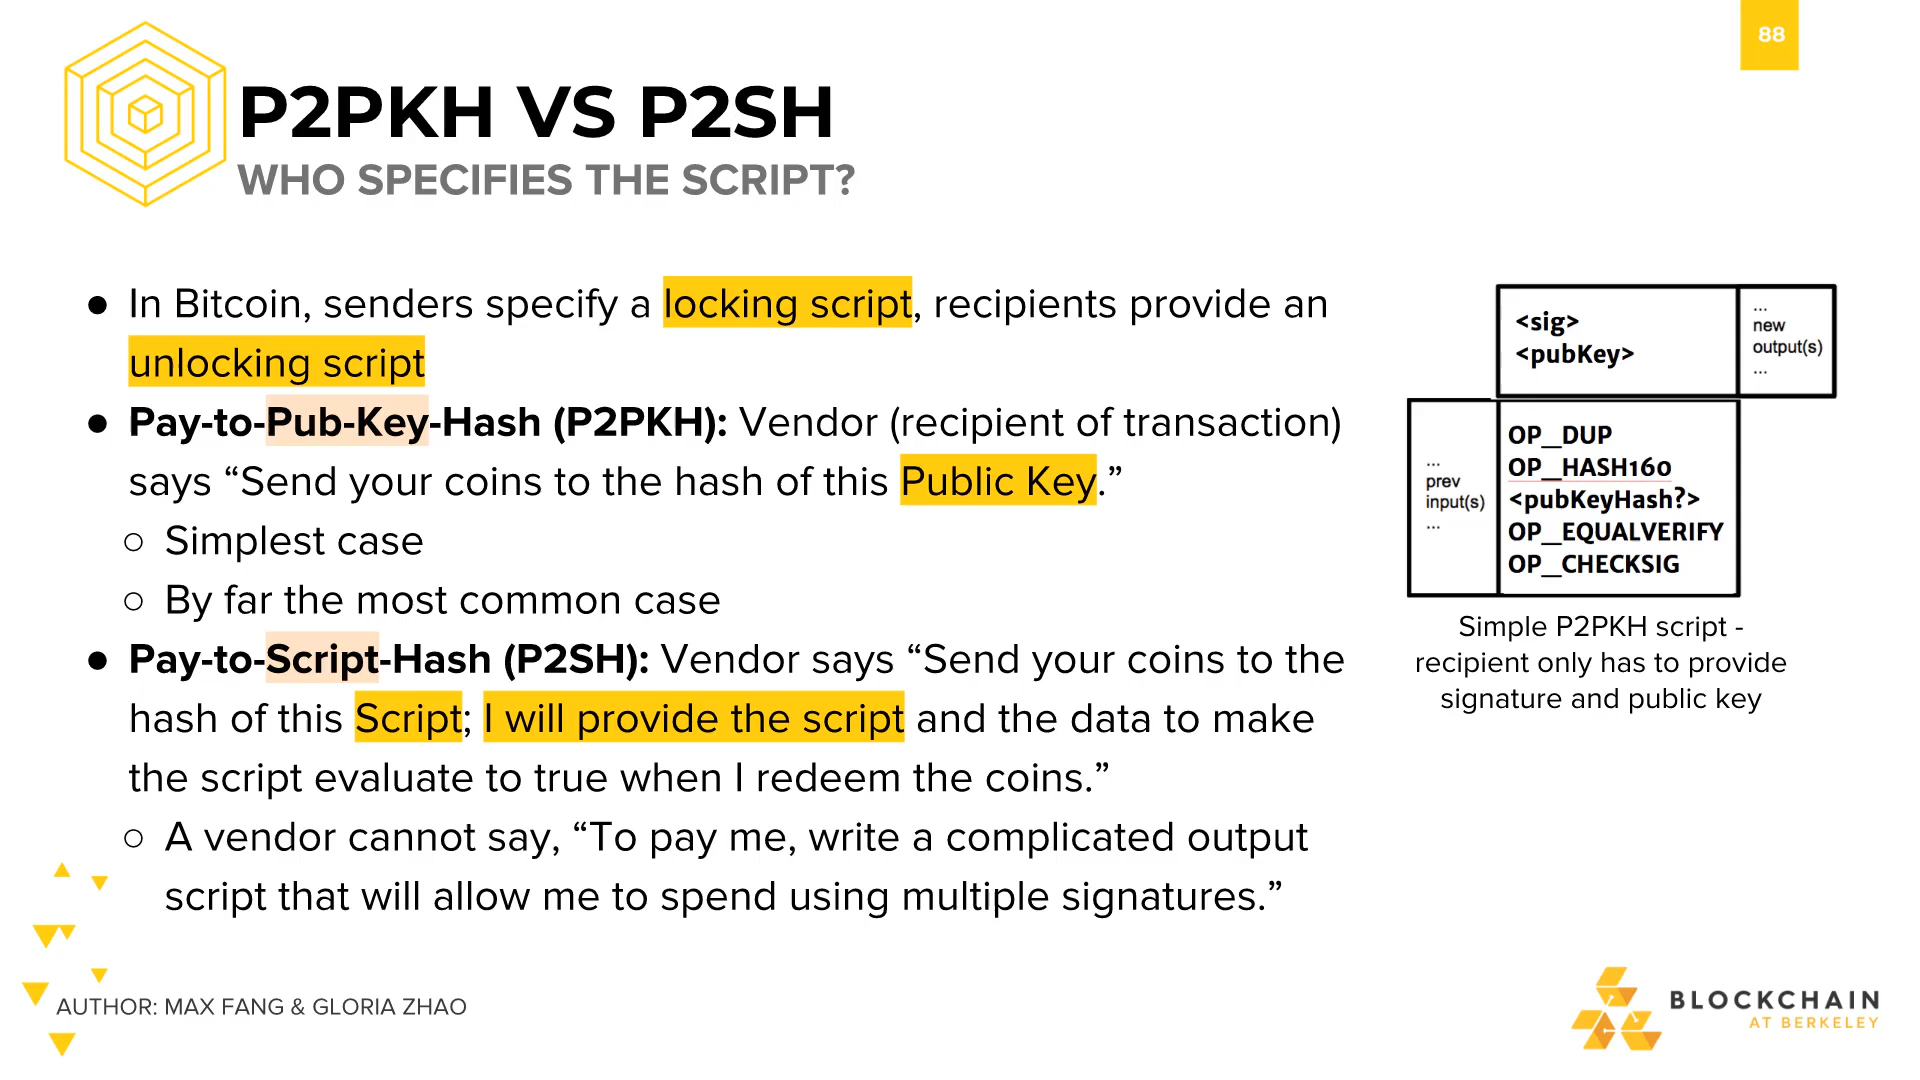 88
P2PKH VS P2SH
WHO SPECIFIES THE SCRIPT?
● In Bitcoin, senders specify a locking script, recipients provide an
unlocking script
● Pay-to-Pub-Key-Hash (P2PKH): Vendor (recipient of transaction)
says “Send your coins to the hash of this Public Key.”
○ Simplest case
○ By far the most common case
● Pay-to-Script-Hash (P2SH): Vendor says “Send your coins to the
hash of this Script; I will provide the script and the data to make
the script evaluate to true when I redeem the coins.”
○ A vendor cannot say, “To pay me, write a complicated output
script that will allow me to spend using multiple signatures.”
<sig>
<pubKey>
...
new
output(s)
...
...
prev
input(s)
...
OP_DUP
OP_HASH160
<pubKeyHash?>
OP_EQUALVERIFY
OP_CHECKSIG
Simple P2PKH script -
recipient only has to provide
signature and public key
AUTHOR: MAX FANG & GLORIA ZHAO
BLOCKCHAIN
AT BERKELEY